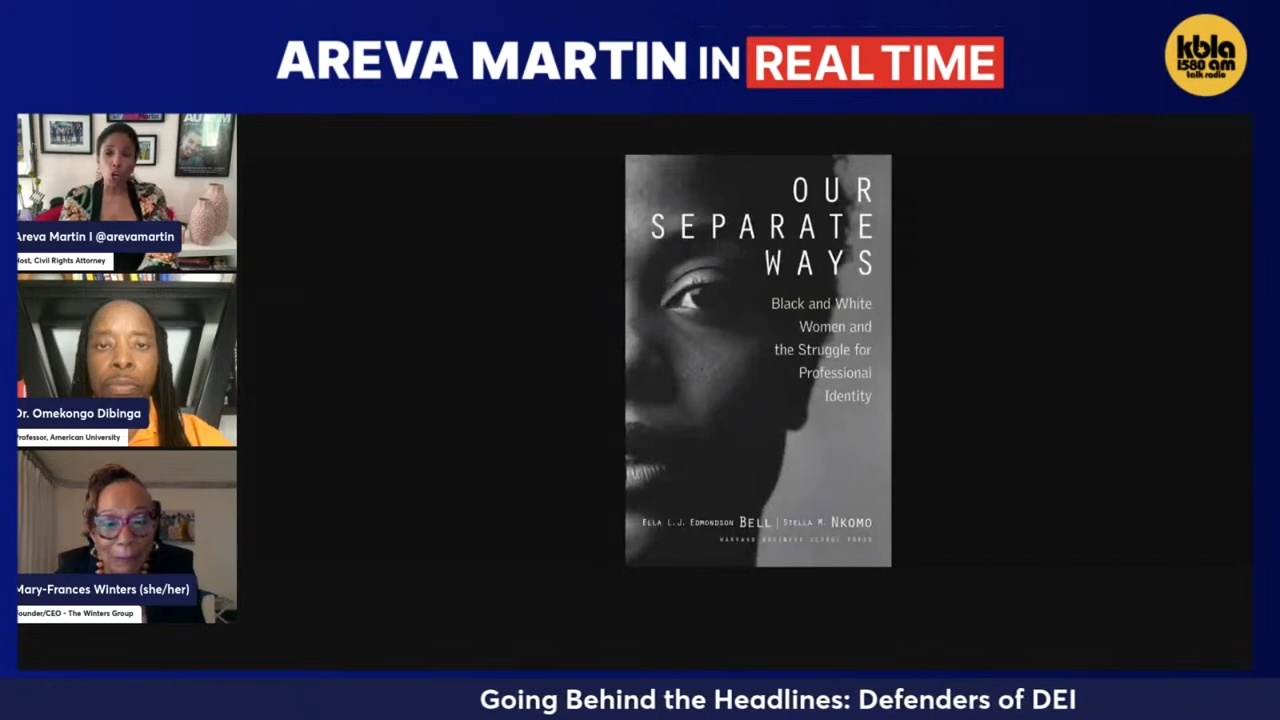 AREVA MARTIN IN REAL TIME
kbla
1580 am
talk radio
AUTISM
Areva Martin I @arevamartin
Host, Civil Rights Attorney
Dr. Omekongo Dibinga
Professor, American University
Mary-Frances Winters (she/her)
Founder/CEO - The Winters Group
OUR
SEPARATE
WAYS
Black and White
Women and
the Struggle for
Professional
Identity
ELLA L.J. EDMONDSON BELL | STELLA M. NKOMO
HARVARD BUSINESS SCHOOL PRESS
Going Behind the Headlines: Defenders of DEI